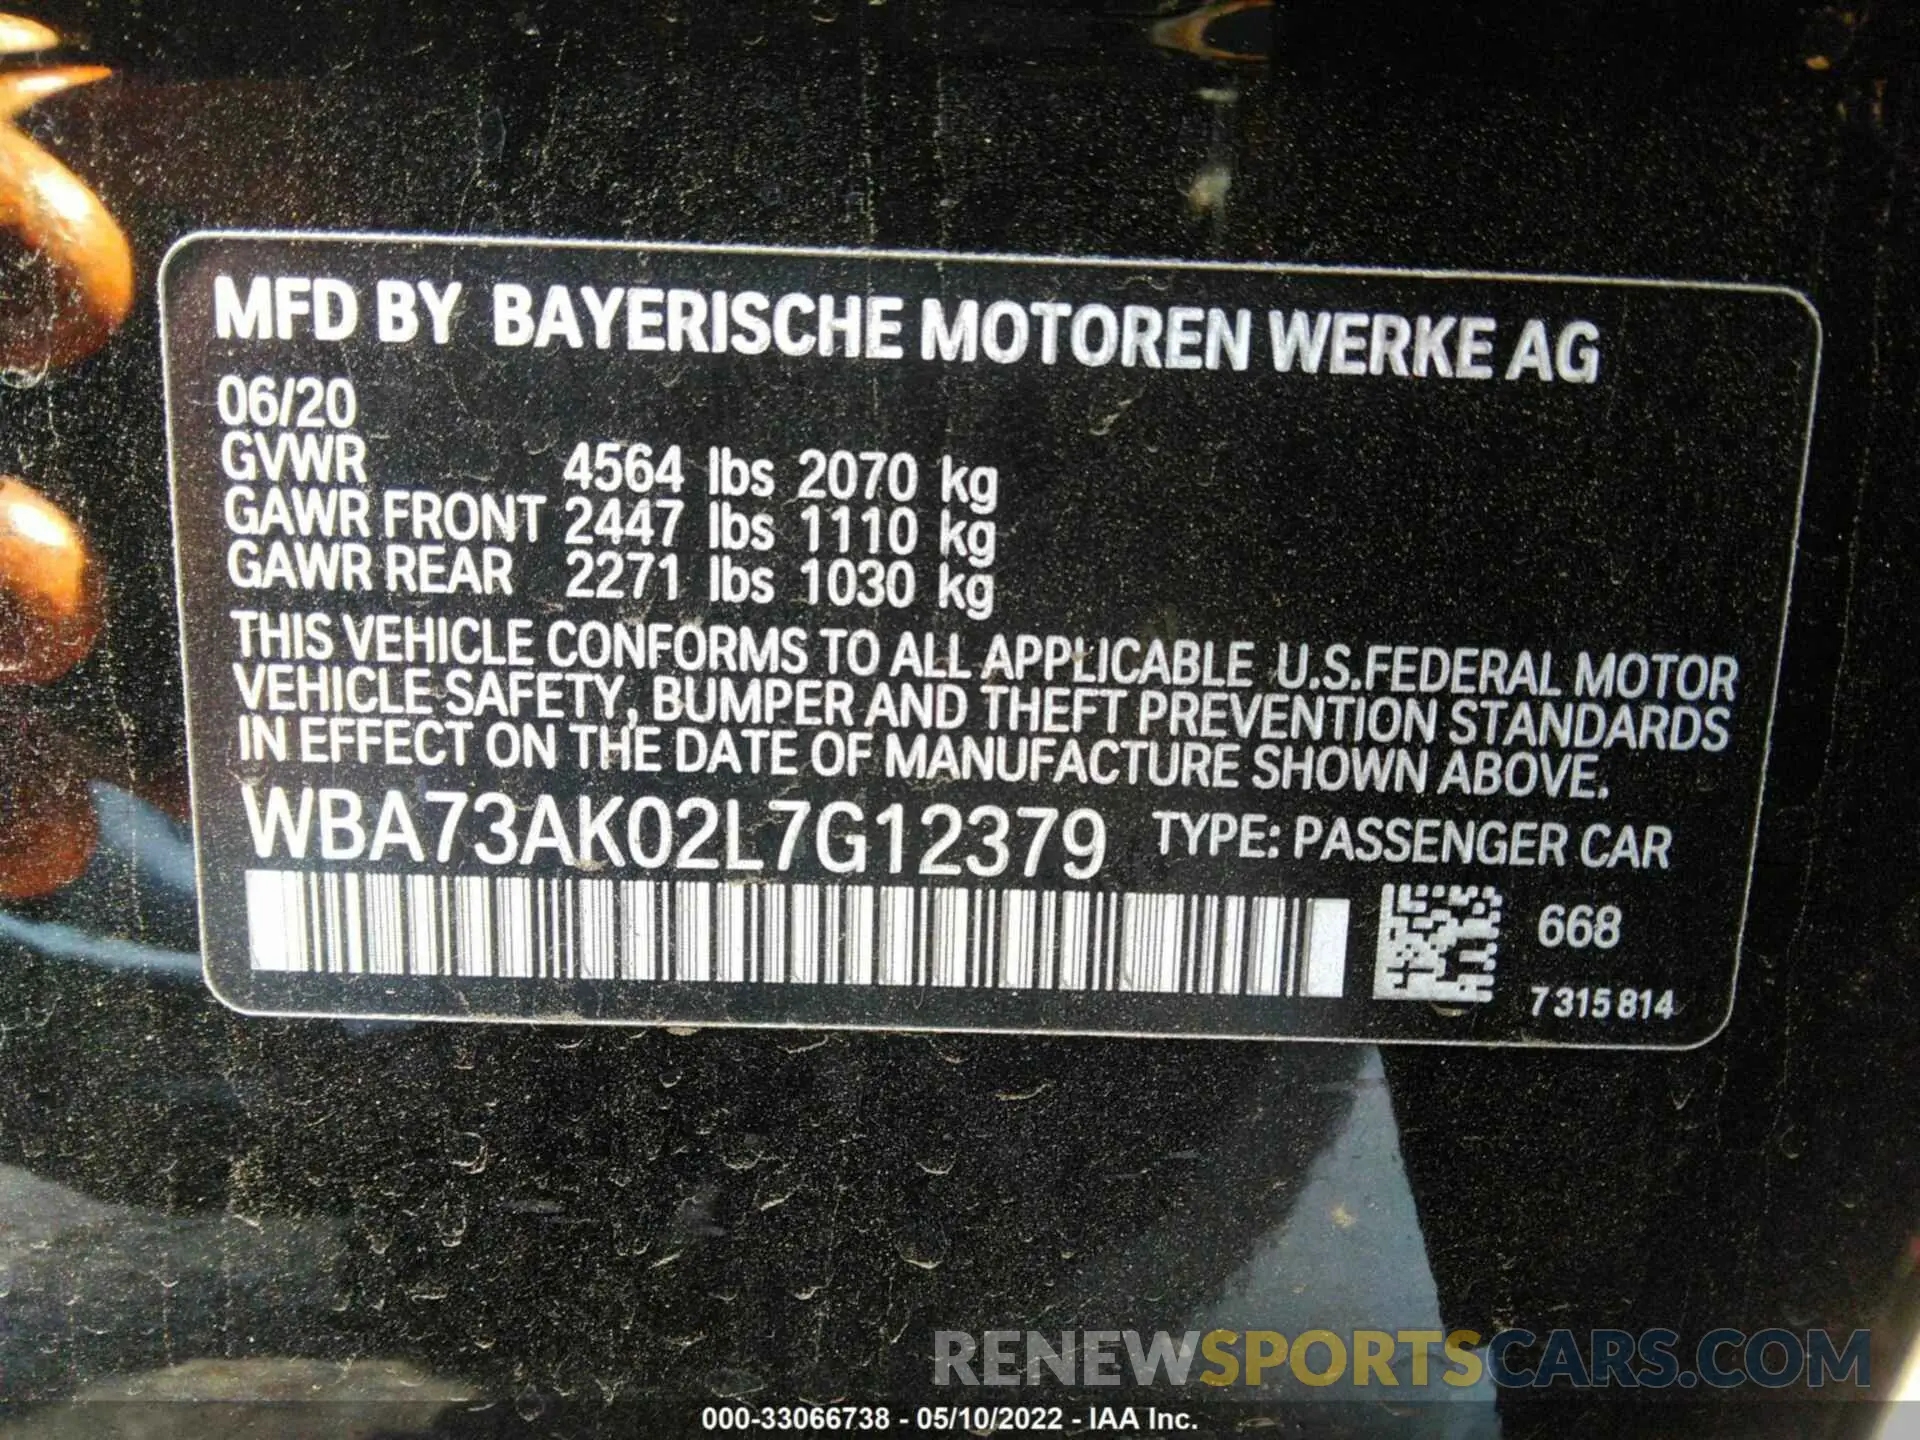 MFD BY BAYERISCHE MOTOREN WERKE AG
06/20
GVWR 4564 lbs 2070 kg
GAWR FRONT 2447 lbs 1110 kg
GAWR REAR 2271 lbs 1030 kg
THIS VEHICLE CONFORMS TO ALL APPLICABLE U.S.FEDERAL MOTOR
VEHICLE SAFETY, BUMPER AND THEFT PREVENTION STANDARDS
IN EFFECT ON THE DATE OF MANUFACTURE SHOWN ABOVE.
WBA73AK02L7G12379 TYPE: PASSENGER CAR
668
7 315 814
RENEWSPORTSCARS.COM
000-33066738 - 05/10/2022 - IAA Inc.